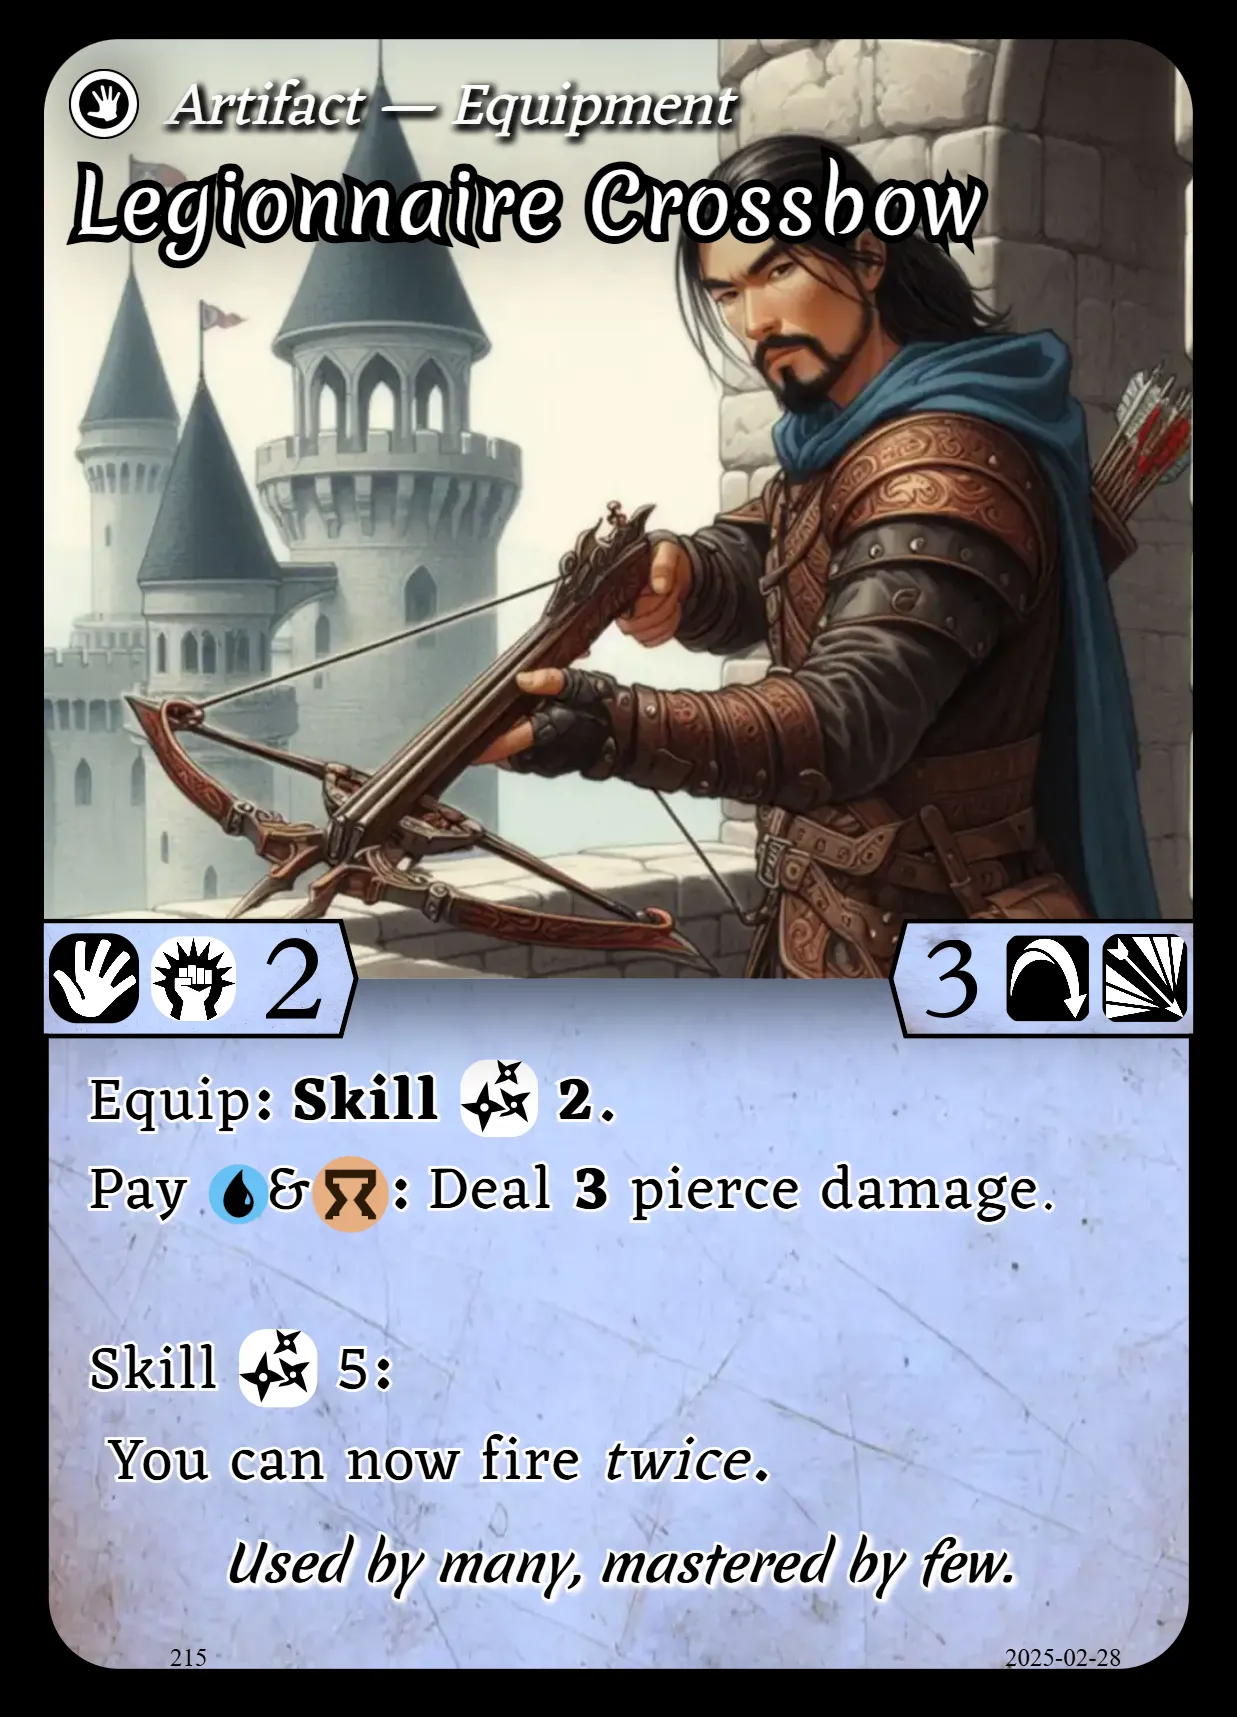 Artifact — Equipment
Legionnaire Crossbow
2
3
Equip: Skill 2.
Pay &: Deal 3 pierce damage.
Skill 5:
You can now fire twice.
Used by many, mastered by few.
215
2025-02-28